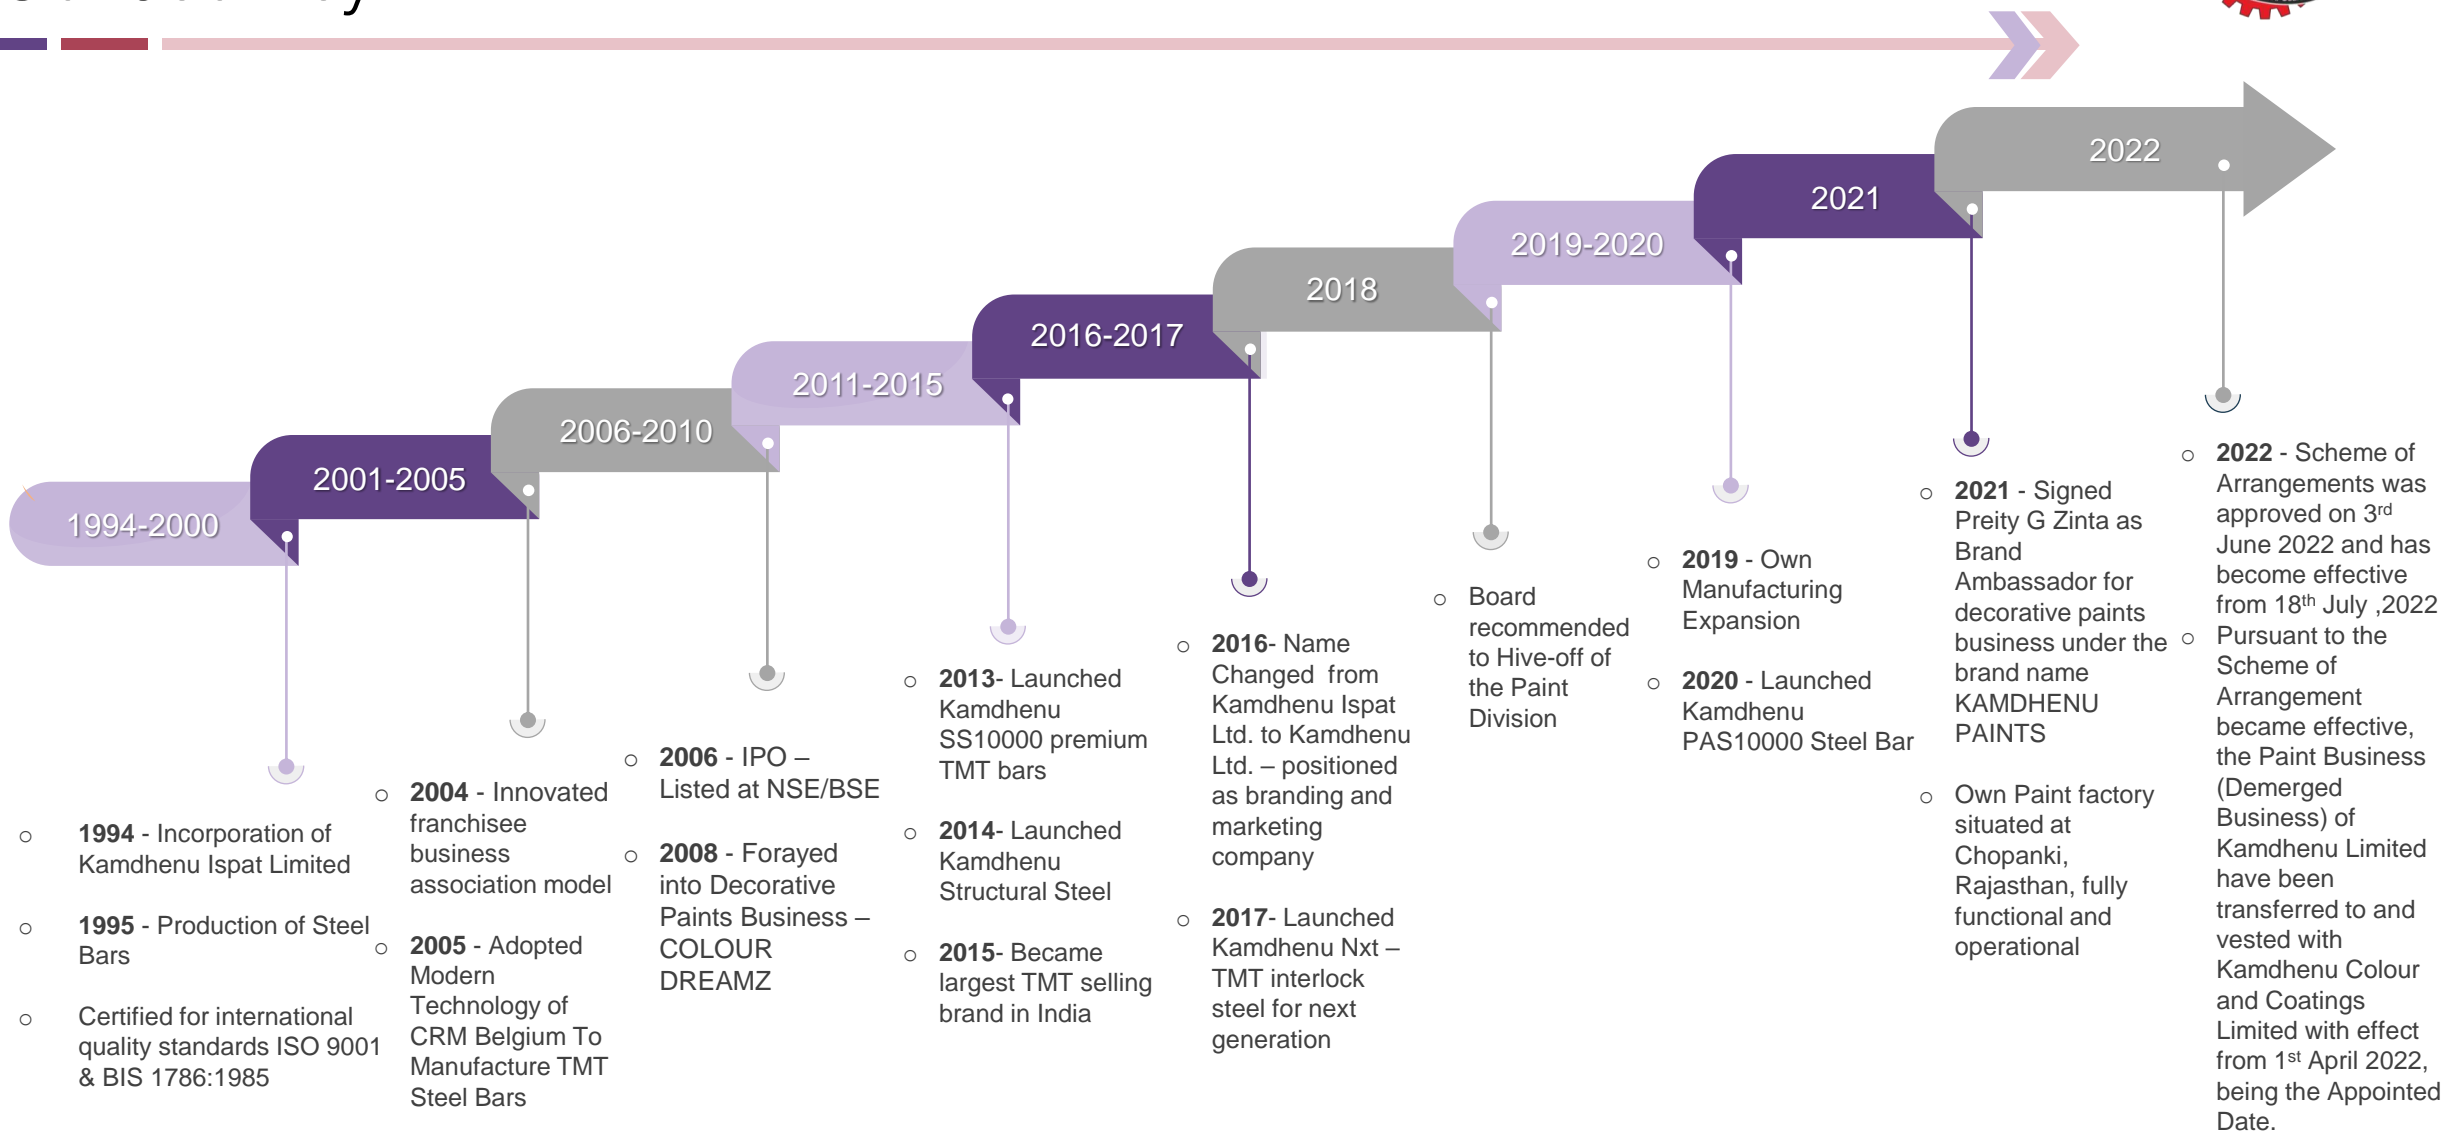 1994-2000
2001-2005
2006-2010
2011-2015
2016-2017
2018
2019-2020
2021
2022
○ 1994 - Incorporation of
Kamdhenu Ispat Limited
○ 1995 - Production of Steel
Bars
○ Certified for international
quality standards ISO 9001
& BIS 1786:1985
○ 2004 - Innovated
franchisee
business
association model
○ 2005 - Adopted
Modern
Technology of
CRM Belgium To
Manufacture TMT
Steel Bars
○ 2006 - IPO –
Listed at NSE/BSE
○ 2008 - Forayed
into Decorative
Paints Business –
COLOUR
DREAMZ
○ 2013- Launched
Kamdhenu
SS10000 premium
TMT bars
○ 2014- Launched
Kamdhenu
Structural Steel
○ 2015- Became
largest TMT selling
brand in India
○ 2016- Name
Changed from
Kamdhenu Ispat
Ltd. to Kamdhenu
Ltd. – positioned
as branding and
marketing
company
○ 2017- Launched
Kamdhenu Nxt –
TMT interlock
steel for next
generation
○ Board
recommended
to Hive-off of
the Paint
Division
○ 2019 - Own
Manufacturing
Expansion
○ 2020 - Launched
Kamdhenu
PAS10000 Steel Bar
○ 2021 - Signed
Preity G Zinta as
Brand
Ambassador for
decorative paints
business under the
brand name
KAMDHENU
PAINTS
○ Own Paint factory
situated at
Chopanki,
Rajasthan, fully
functional and
operational
○ 2022 - Scheme of
Arrangements was
approved on 3rd
June 2022 and has
become effective
from 18th July ,2022
○ Pursuant to the
Scheme of
Arrangement
became effective,
the Paint Business
(Demerged
Business) of
Kamdhenu Limited
have been
transferred to and
vested with
Kamdhenu Colour
and Coatings
Limited with effect
from 1st April 2022,
being the Appointed
Date.